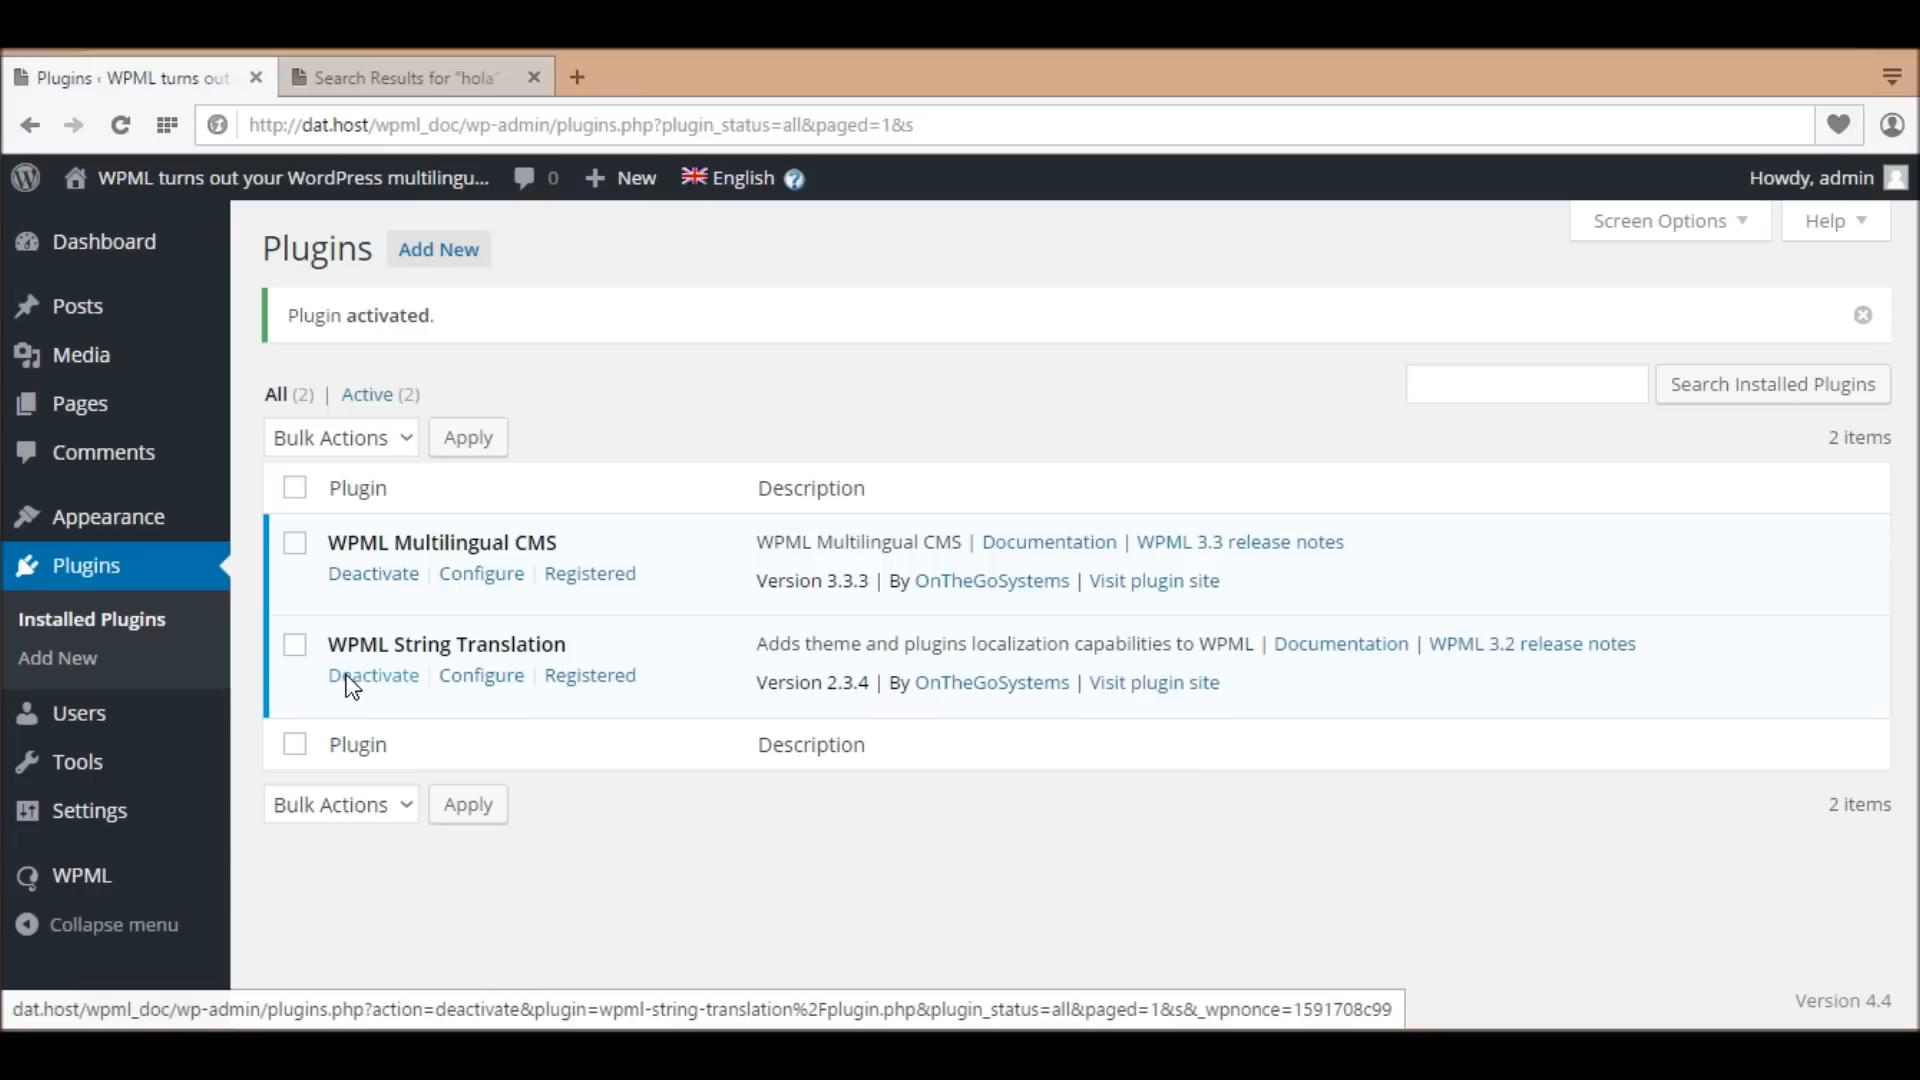 Plugins ‹ WPML turns out
Search Results for "hola"
http://dat.host/wpml_doc/wp-admin/plugins.php?plugin_status=all&paged=1&s
WPML turns out your WordPress multilingu... 0 New English ? Howdy, admin
Screen Options Help
Dashboard
Posts
Media
Pages
Comments
Appearance
Plugins
Installed Plugins
Add New
Users
Tools
Settings
WPML
Collapse menu
Plugins Add New
Plugin activated.
All (2) | Active (2)
Search Installed Plugins
Bulk Actions Apply 2 items
Plugin Description
WPML Multilingual CMS
Deactivate | Configure | Registered
WPML Multilingual CMS | Documentation | WPML 3.3 release notes
Version 3.3.3 | By OnTheGoSystems | Visit plugin site
WPML String Translation
Deactivate | Configure | Registered
Adds theme and plugins localization capabilities to WPML | Documentation | WPML 3.2 release notes
Version 2.3.4 | By OnTheGoSystems | Visit plugin site
Plugin Description
Bulk Actions Apply 2 items
Version 4.4
dat.host/wpml_doc/wp-admin/plugins.php?action=deactivate&plugin=wpml-string-translation%2Fplugin.php&plugin_status=all&paged=1&s&_wpnonce=1591708c99